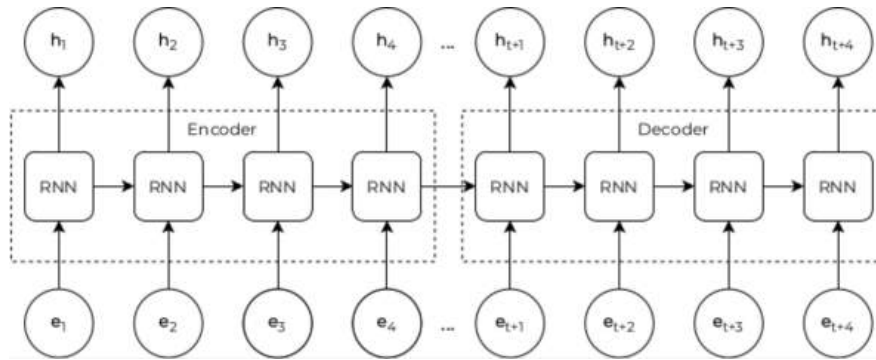 h₁ h₂ h₃ h₄ ... hₜ₊₁ hₜ₊₂ hₜ₊₃ hₜ₊₄
Encoder Decoder
RNN RNN RNN RNN RNN RNN RNN RNN
e₁ e₂ e₃ e₄ ... eₜ₊₁ eₜ₊₂ eₜ₊₃ eₜ₊₄